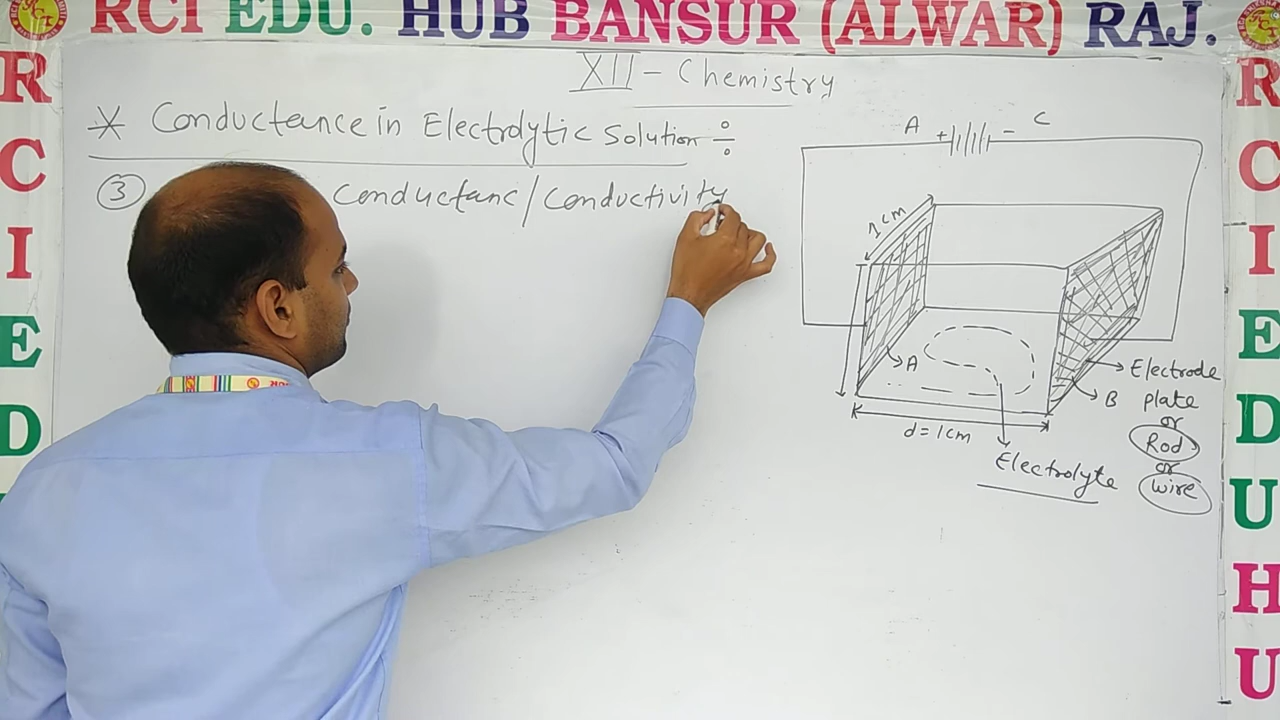 RCI EDU. HUB BANSUR (ALWAR) RAJ.
XII - Chemistry
* Conductance in Electrolytic Solution ÷
③ Conductanc/Conductivity
A + - C
1cm
A
B
d = 1cm
Electrolyte
Electrode
plate
or
Rod
or
wire
R
C
I
E
D
R
C
I
E
D
U
H
U